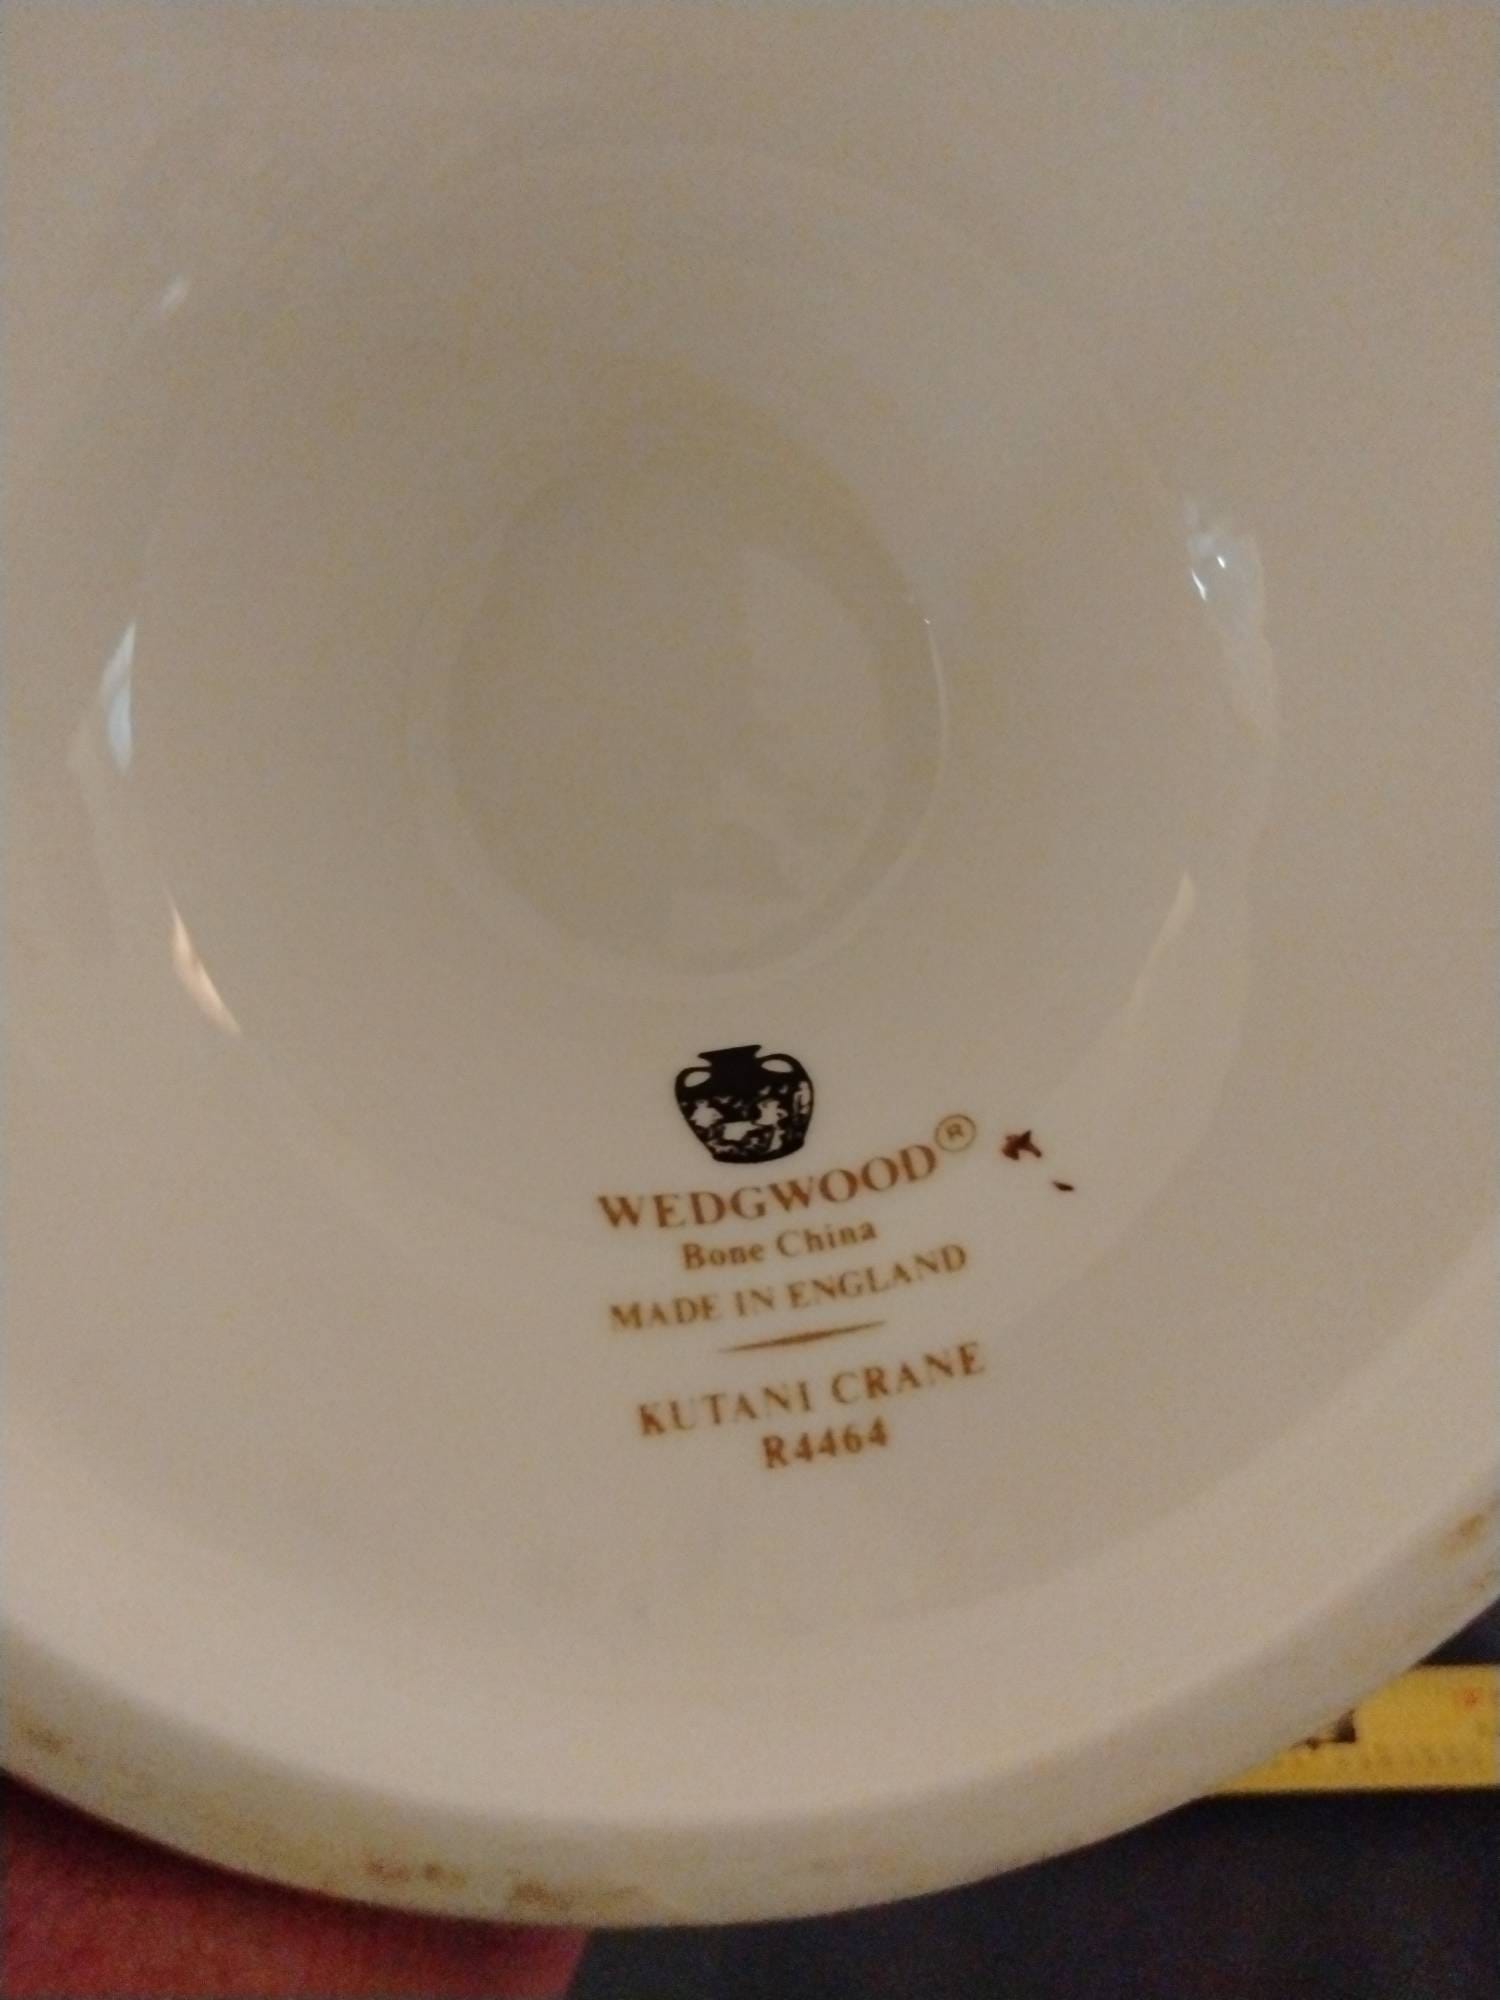 WEDGWOOD®
Bone China
MADE IN ENGLAND
KUTANI CRANE
R4464